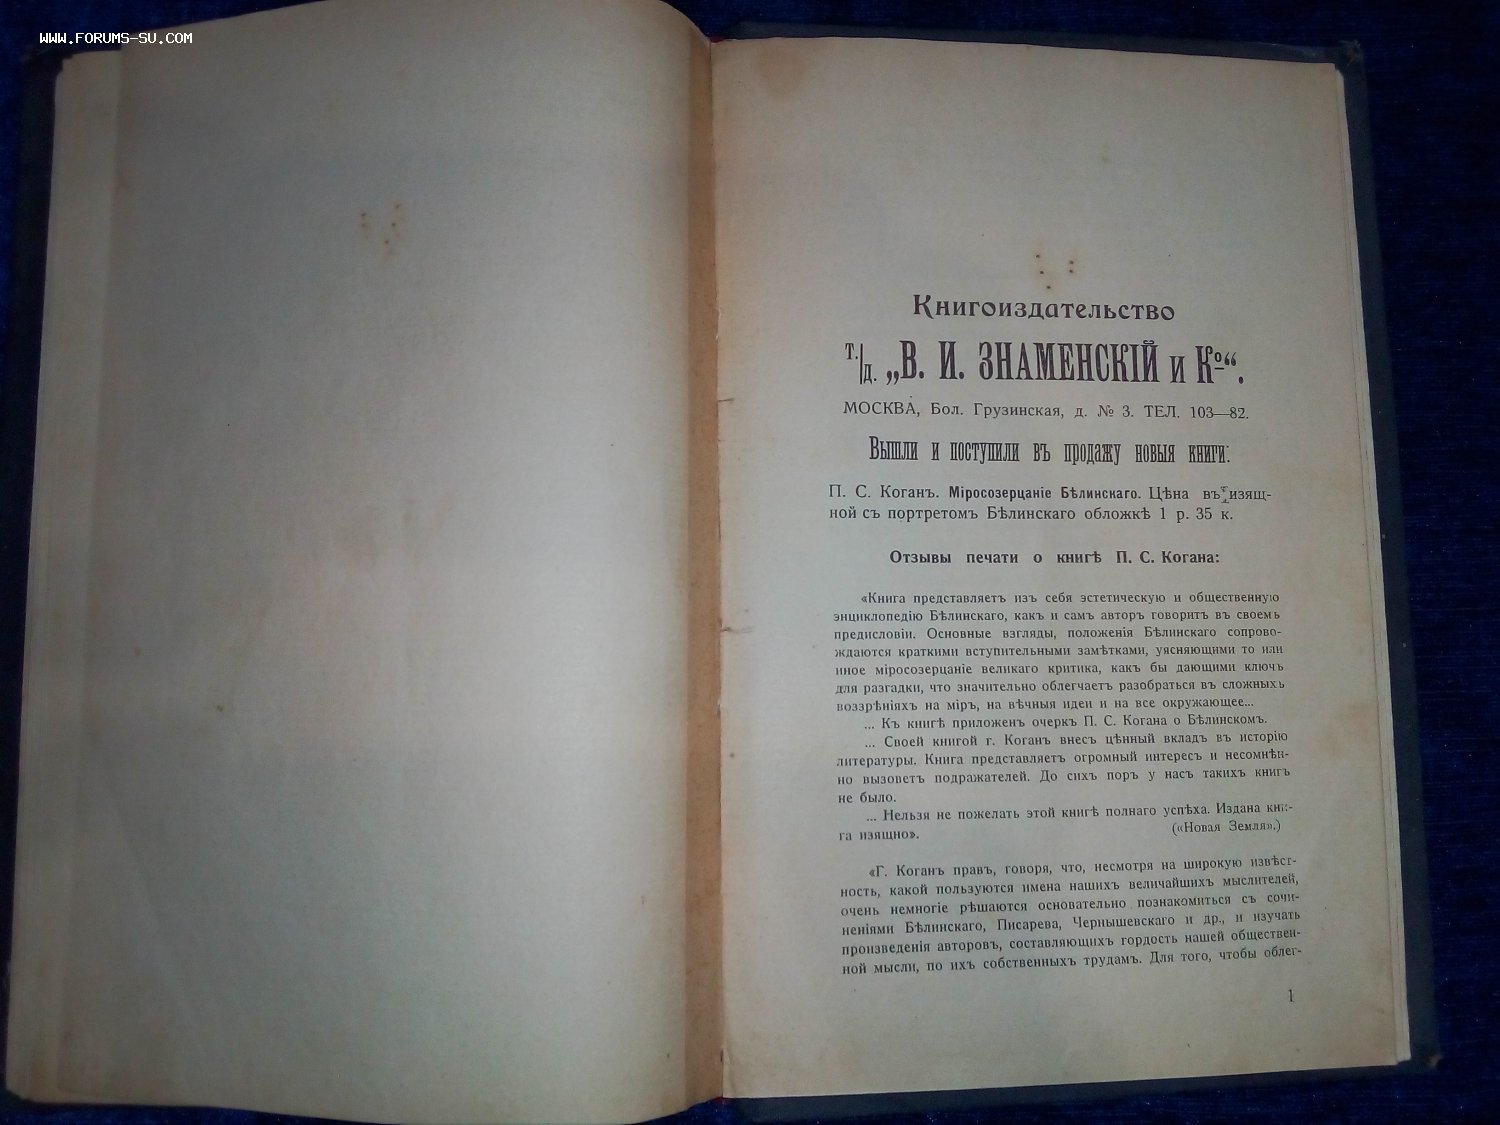 WWW.FORUMS-SU.COM
Книгоиздательство
Т./Д. „В. И. ЗНАМЕНСКІЙ и Ко“.
МОСКВА, Бол. Грузинская, д. № 3. ТЕЛ. 103—82.
Вышли и поступили въ продажу новыя книги:
П. С. Коганъ. Міросозерцаніе Бѣлинскаго. Цѣна въ изящ-
ной съ портретомъ Бѣлинскаго обложкѣ 1 р. 35 к.
Отзывы печати о книгѣ П. С. Когана:
«Книга представляетъ изъ себя эстетическую и общественную
энциклопедію Бѣлинскаго, какъ и самъ авторъ говоритъ въ своемъ
предисловіи. Основные взгляды, положенія Бѣлинскаго сопрово-
ждаются краткими вступительными замѣтками, уясняющими то или
иное міросозерцаніе великаго критика, какъ бы дающими ключъ
для разгадки, что значительно облегчаетъ разобраться въ сложныхъ
воззрѣніяхъ на міръ, на вѣчныя идеи и на все окружающее...
... Къ книгѣ приложенъ очеркъ П. С. Когана о Бѣлинскомъ.
... Своей книгой г. Коганъ внесъ цѣнный вкладъ въ исторію
литературы. Книга представляетъ огромный интересъ и несомнѣн-
но вызоветъ подражателей. До сихъ поръ у насъ такихъ книгъ
не было.
... Нельзя не пожелать этой книгѣ полнаго успѣха. Издана кни-
га изящно». («Новая Земля».)
«Г. Коганъ правъ, говоря, что, несмотря на широкую извѣст-
ность, какой пользуются имена нашихъ величайшихъ мыслителей,
очень немногіе рѣшаются основательно познакомиться съ сочи-
неніями Бѣлинскаго, Писарева, Чернышевскаго и др., и изучать
произведенія авторовъ, составляющихъ гордость нашей обществен-
ной мысли, по ихъ собственныхъ трудамъ. Для того, чтобы облег-
1